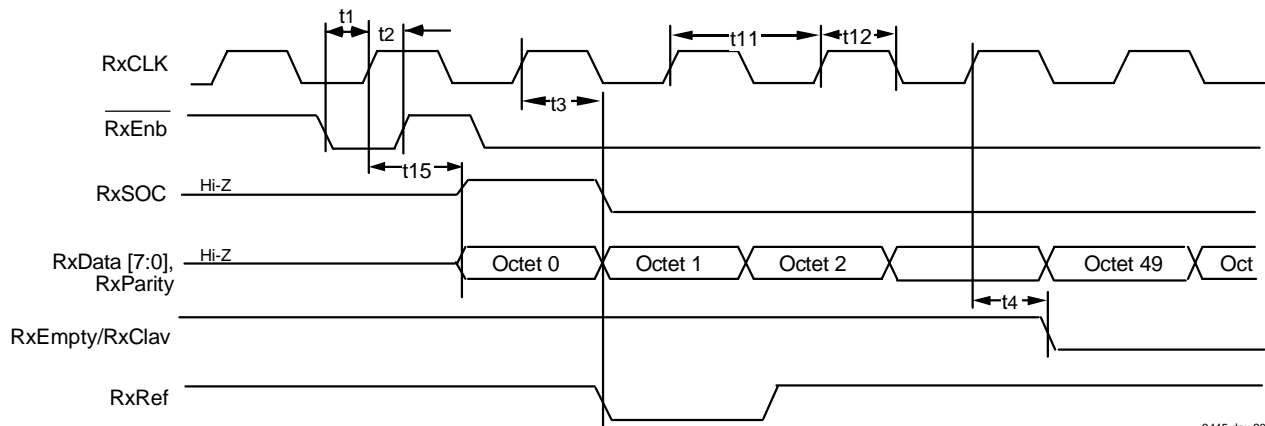 t1
t2
RxCLK
t11
t12
t3
RxEnb
t15
RxSOC
Hi-Z
RxData [7:0],
RxParity
Hi-Z
Octet 0
Octet 1
Octet 2
Octet 49
Oct
t4
RxEmpty/RxClav
RxRef